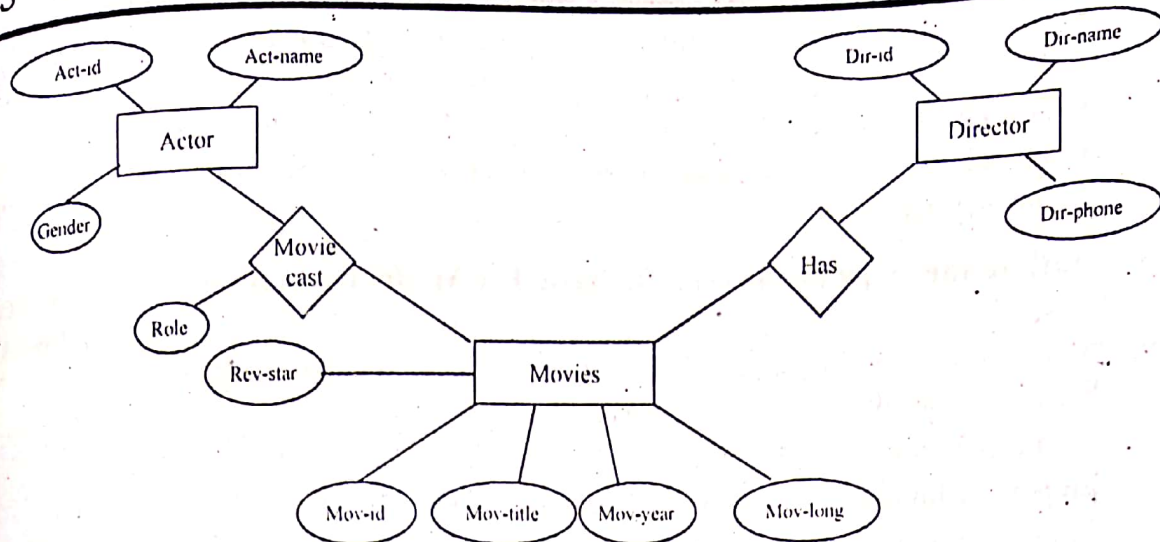 Act-id
Act-name
Dir-id
Dir-name
Actor
Director
Gender
Dir-phone
Movie
cast
Has
Role
Rev-star
Movies
Mov-id
Mov-title
Mov-year
Mov-long